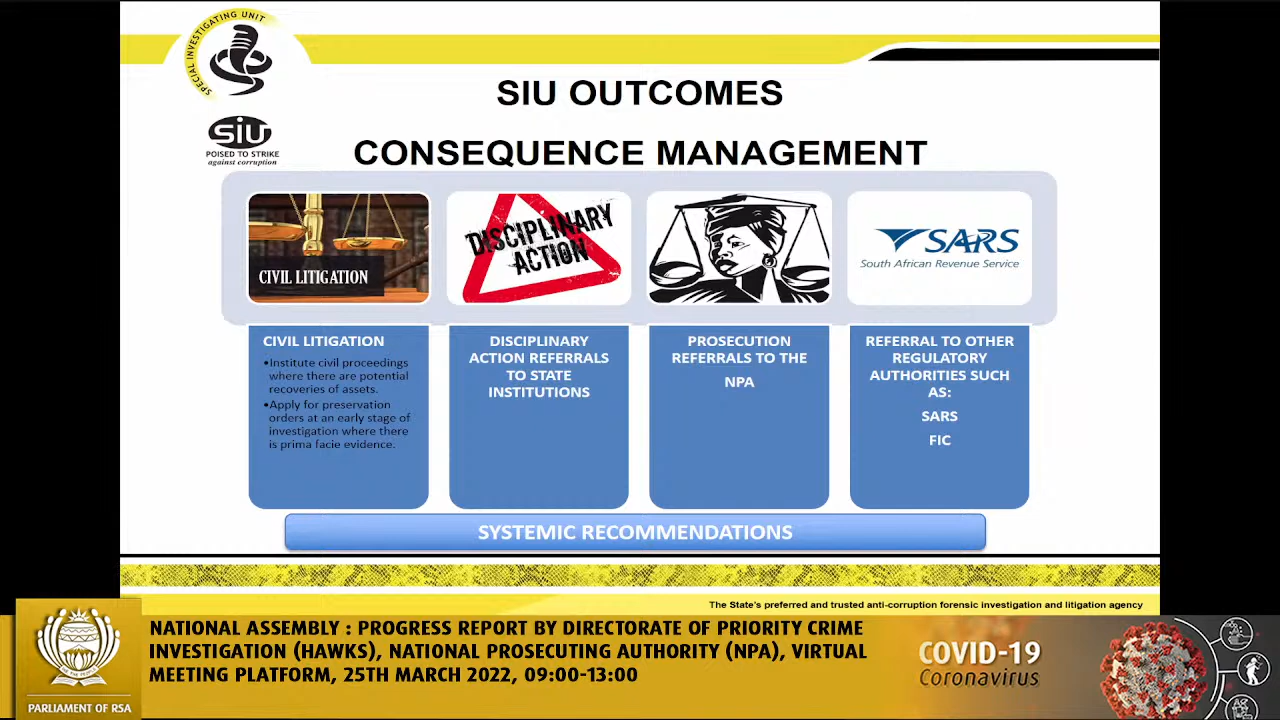 SPECIAL INVESTIGATING UNIT
SIU
POISED TO STRIKE
against corruption
SIU OUTCOMES
CONSEQUENCE MANAGEMENT
CIVIL LITIGATION
DISCIPLINARY
ACTION
SARS
South African Revenue Service
CIVIL LITIGATION
•Institute civil proceedings
where there are potential
recoveries of assets.
•Apply for preservation
orders at an early stage of
investigation where there
is prima facie evidence.
DISCIPLINARY
ACTION REFERRALS
TO STATE
INSTITUTIONS
PROSECUTION
REFERRALS TO THE
NPA
REFERRAL TO OTHER
REGULATORY
AUTHORITIES SUCH
AS:
SARS
FIC
SYSTEMIC RECOMMENDATIONS
The State's preferred and trusted anti-corruption forensic investigation and litigation agency
PARLIAMENT OF RSA
NATIONAL ASSEMBLY : PROGRESS REPORT BY DIRECTORATE OF PRIORITY CRIME
INVESTIGATION (HAWKS), NATIONAL PROSECUTING AUTHORITY (NPA), VIRTUAL
MEETING PLATFORM, 25TH MARCH 2022, 09:00-13:00
COVID-19
Coronavirus